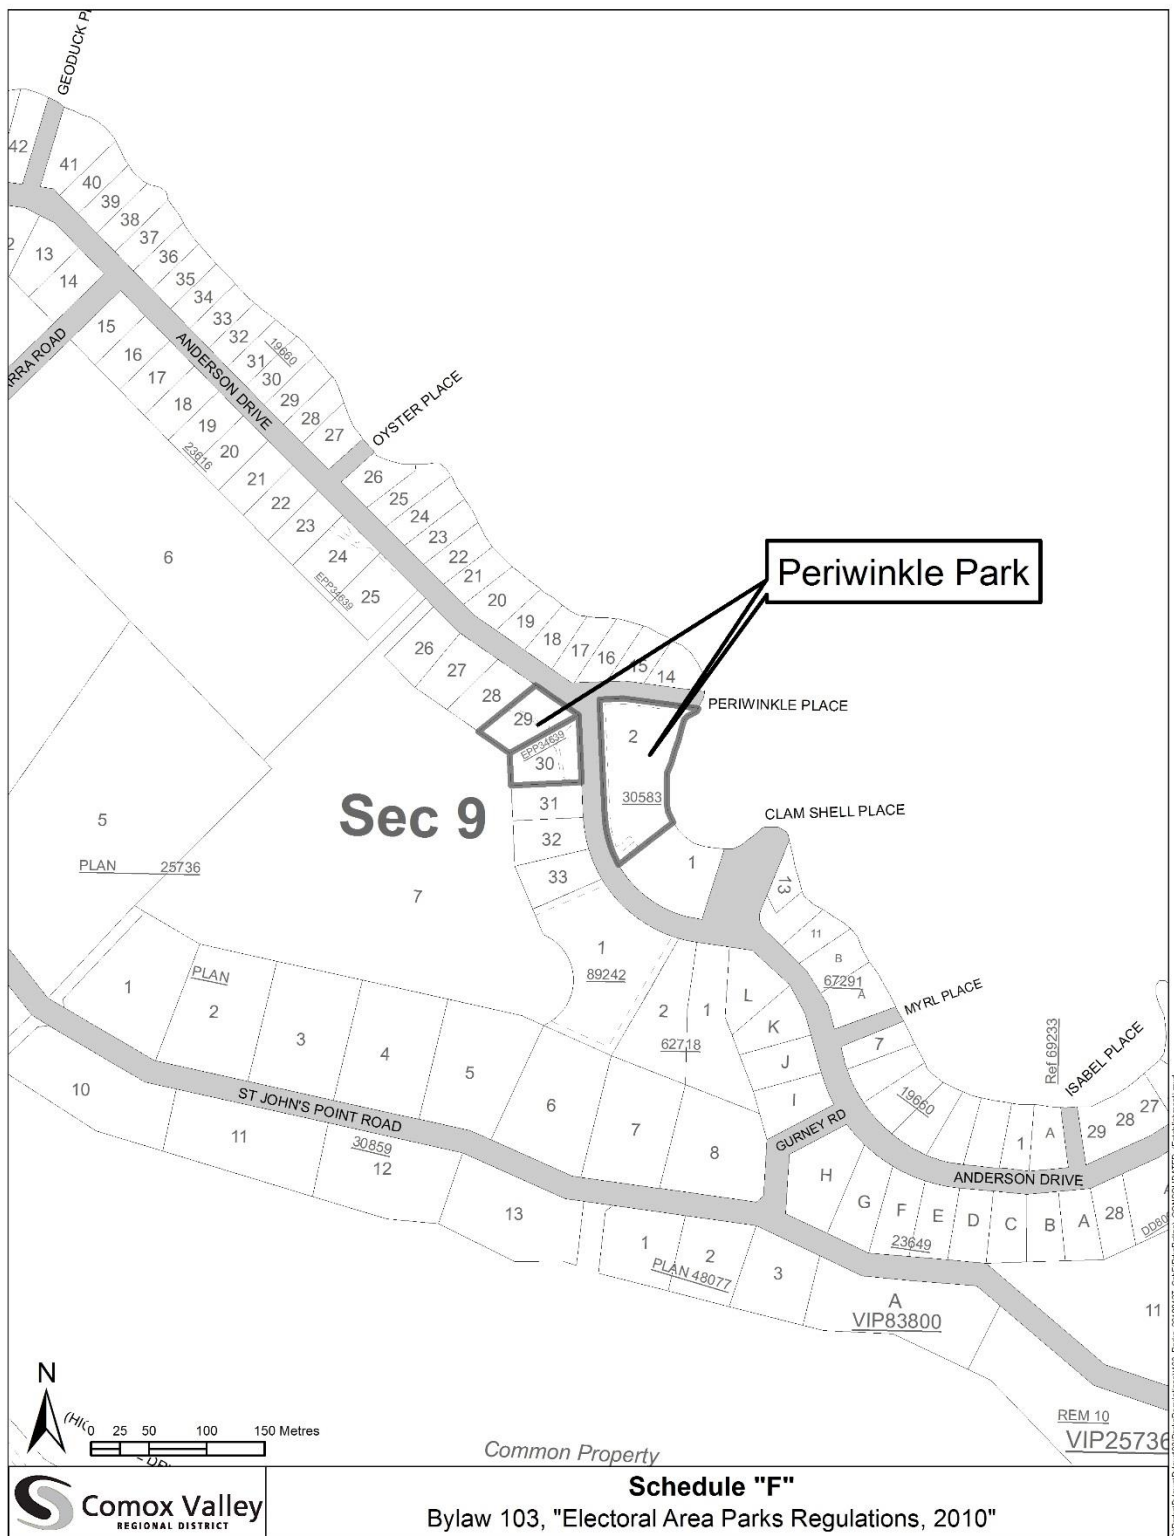 GEODUCK P
42
41
40
39
38
37
36
35
34
33
32
31
30
29
28
27
19660
2
13
14
ARRA ROAD
15
16
17
18
19
20
21
22
23
24
25
23616
EPP34639
ANDERSON DRIVE
OYSTER PLACE
26
25
24
23
22
21
20
19
18
17
16
15
14
Periwinkle Park
6
26
27
28
29
EPP34639
30
31
32
33
2
30583
PERIWINKLE PLACE
CLAM SHELL PLACE
Sec 9
5
PLAN 25736
7
1
13
11
B
67291
A
MYRL PLACE
7
1
89242
2
1
62718
L
K
J
I
GURNEY RD
19660
1
A
Ref 69233
ISABEL PLACE
29
28
27
1
PLAN
2
3
4
5
6
7
8
10
11
ST JOHN'S POINT ROAD
30859
12
13
H
G
F
E
D
C
B
A
28
23649
ANDERSON DRIVE
1
2
3
PLAN 48077
A
VIP83800
11
REM 10
VIP25736
N
0 25 50 100 150 Metres
Common Property
Comox Valley
REGIONAL DISTRICT
Schedule "F"
Bylaw 103, "Electoral Area Parks Regulations, 2010"